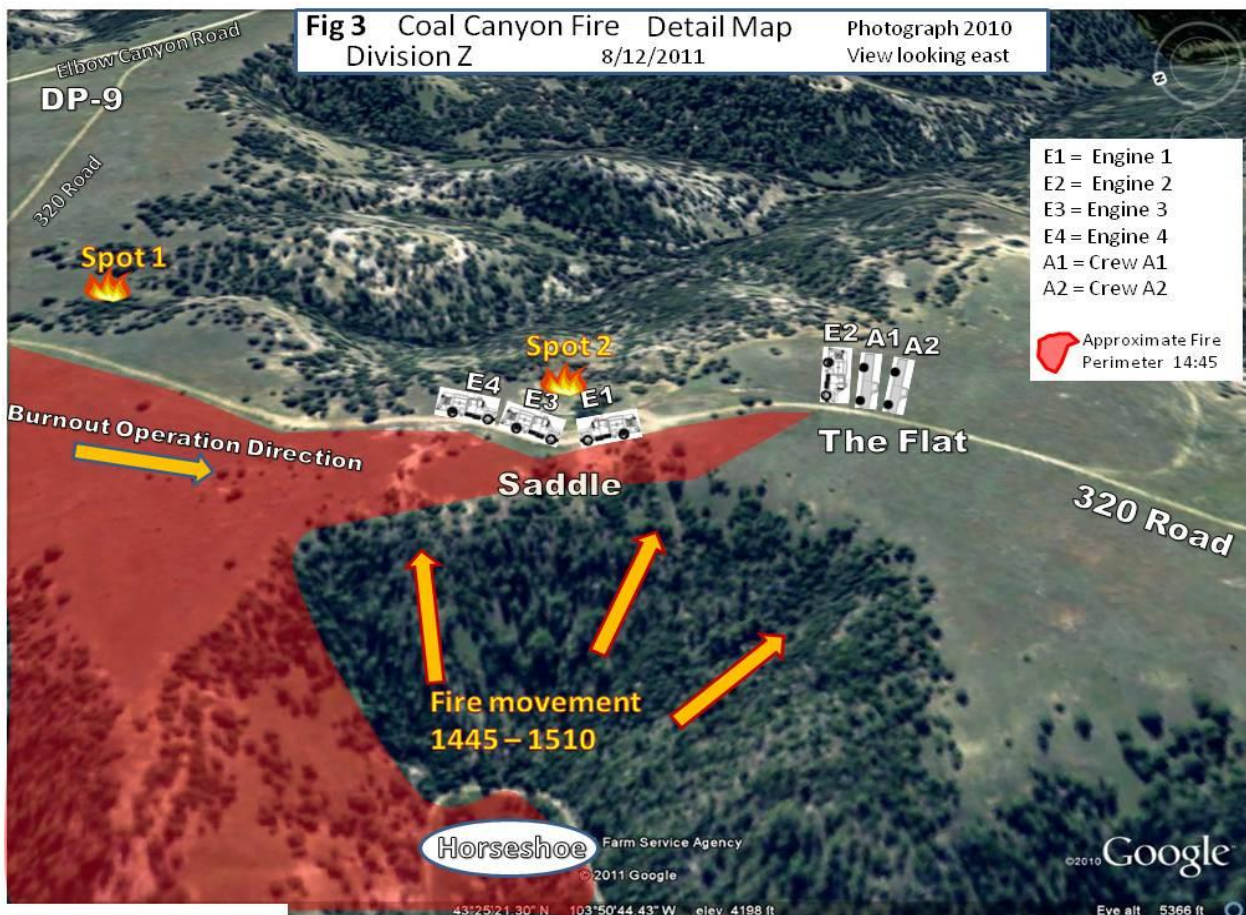 Fig 3 Coal Canyon Fire Detail Map Photograph 2010
Division Z 8/12/2011 View looking east
Elbow Canyon Road
DP-9
N
320 Road
E1 = Engine 1
E2 = Engine 2
E3 = Engine 3
E4 = Engine 4
A1 = Crew A1
A2 = Crew A2
Approximate Fire
Perimeter 14:45
Spot 1
Spot 2
E2 A1 A2
E4 E3 E1
Burnout Operation Direction
The Flat
Saddle
320 Road
Fire movement
1445 – 1510
Horseshoe
Farm Service Agency
© 2011 Google
©2010 Google
43°25'21.30" N 103°50'44.43" W elev 4198 ft Eye alt 5366 ft